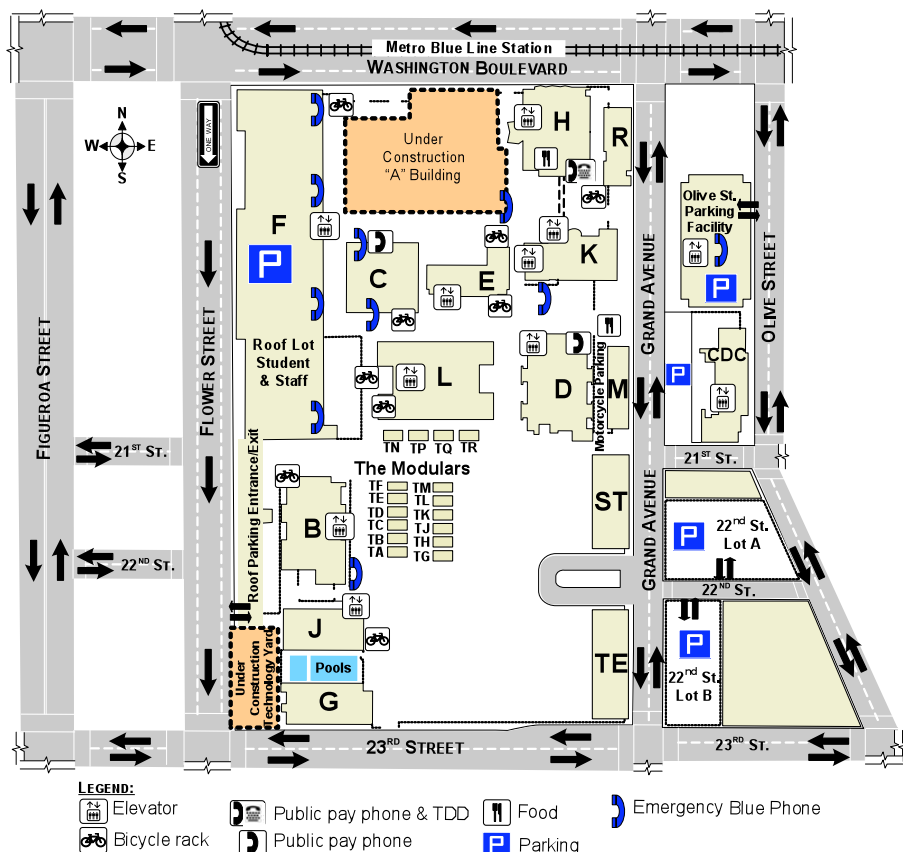 Metro Blue Line Station
WASHINGTON BOULEVARD
N
W E
S
ONE WAY
Under
Construction
"A" Building
H
R
F
P
C
E
K
Olive St.
Parking
Facility
P
GRAND AVENUE
OLIVE STREET
FIGUEROA STREET
FLOWER STREET
Roof Lot
Student
& Staff
L
D
Motorcycle Parking
M
P
CDC
21ST ST.
TN TP TQ TR
The Modulars
TF TM
TE TL
TD TK
TC TJ
TB TH
TA TG
21ST ST.
Roof Parking Entrance/Exit
B
ST
GRAND AVENUE
P
22nd St.
Lot A
22ND ST.
22ND ST.
J
Pools
G
Under
Construction
Technology Yard
TE
P
22nd St.
Lot B
23RD STREET
23RD ST.
LEGEND:
Elevator
Public pay phone & TDD
Food
Emergency Blue Phone
Bicycle rack
Public pay phone
P Parking